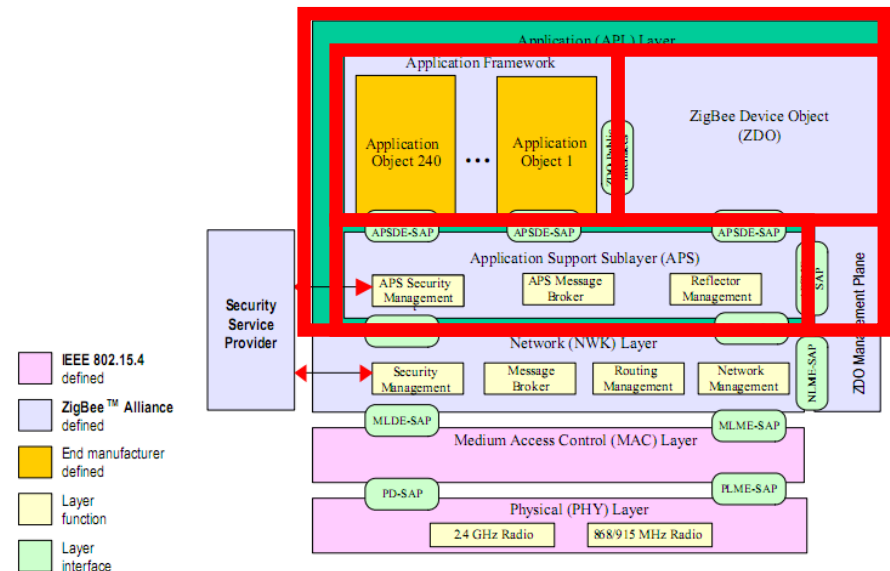 Application (APL) Layer
Application Framework
ZigBee Device Object
(ZDO)
Application
Object 240
...
Application
Object 1
ZDO Public
Interfaces
APSDE-SAP
APSDE-SAP
APSDE-SAP
Application Support Sublayer (APS)
APS Security
Management
APS Message
Broker
Reflector
Management
SAP
ZDO Management Plane
Security
Service
Provider
Network (NWK) Layer
Security
Management
Message
Broker
Routing
Management
Network
Management
NLME-SAP
MLDE-SAP
MLME-SAP
Medium Access Control (MAC) Layer
PD-SAP
PLME-SAP
Physical (PHY) Layer
2.4 GHz Radio
868/915 MHz Radio
IEEE 802.15.4
defined
ZigBee™ Alliance
defined
End manufacturer
defined
Layer
function
Layer
interface